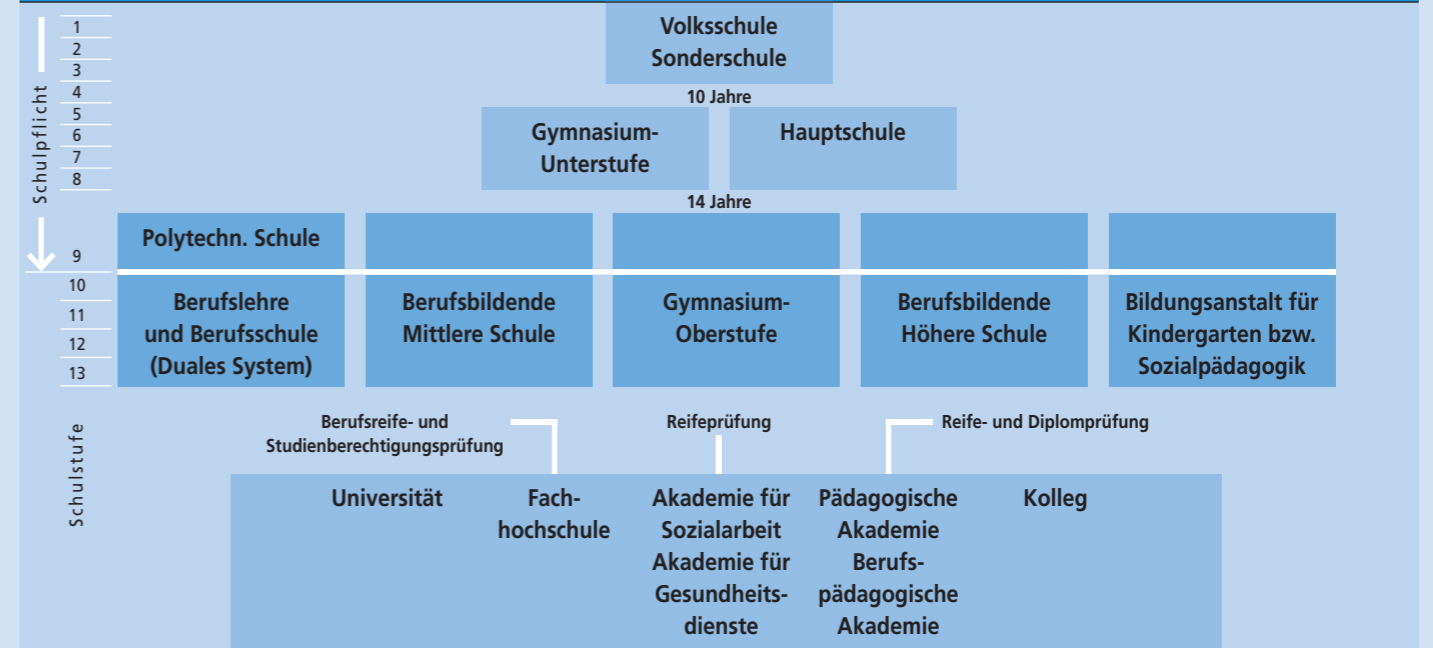 1
2
3
4
5
6
7
8
9
10
11
12
13
Schulpflicht
Schulstufe
Volksschule
Sonderschule
10 Jahre
Gymnasium-
Unterstufe
Hauptschule
14 Jahre
Polytechn. Schule
Berufslehre
und Berufsschule
(Duales System)
Berufsbildende
Mittlere Schule
Gymnasium-
Oberstufe
Berufsbildende
Höhere Schule
Bildungsanstalt für
Kindergarten bzw.
Sozialpädagogik
Berufsreife- und
Studienberechtigungsprüfung
Reifeprüfung
Reife- und Diplomprüfung
Universität
Fach-
hochschule
Akademie für
Sozialarbeit
Akademie für
Gesundheits-
dienste
Pädagogische
Akademie
Berufs-
pädagogische
Akademie
Kolleg